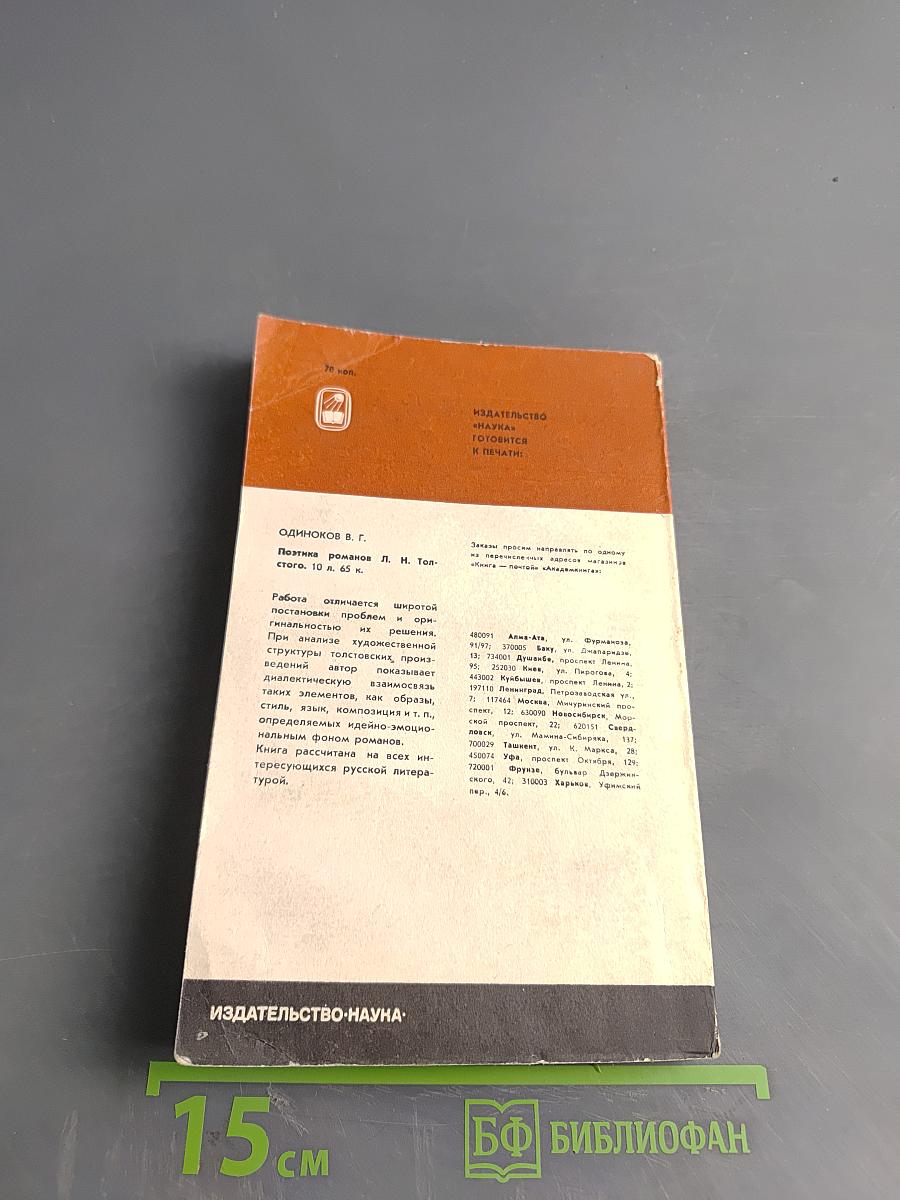 70 коп.
ИЗДАТЕЛЬСТВО
«НАУКА»
ГОТОВИТСЯ
К ПЕЧАТИ:
ОДИНОКОВ В. Г.
Поэтика романов Л. Н. Тол-
стого. 10 л. 65 к.
Работа отличается широтой
постановки проблем и ори-
гинальностью их решения.
При анализе художественной
структуры толстовских произ-
ведений автор показывает
диалектическую взаимосвязь
таких элементов, как образы,
стиль, язык, композиция и т. п.,
определяемых идейно-эмоцио-
нальным фоном романов.
Книга рассчитана на всех ин-
тересующихся русской литера-
турой.
Заказы просим направлять по одному
из перечисленных адресов магазинов
«Книга — почтой» «Академкнига»:
480091 Алма-Ата, ул. Фурманова,
91/97; 370005 Баку, ул. Джапаридзе,
13; 734001 Душанбе, проспект Ленина,
95; 252030 Киев, ул. Пирогова, 4;
443002 Куйбышев, проспект Ленина, 2;
197110 Ленинград, Петрозаводская ул.,
7; 117464 Москва, Мичуринский про-
спект, 12; 630090 Новосибирск, Мор-
ской проспект, 22; 620151 Сверд-
ловск, ул. Мамина-Сибиряка, 137;
700029 Ташкент, ул. К. Маркса, 28;
450074 Уфа, проспект Октября, 129;
720001 Фрунзе, бульвар Дзержин-
ского, 42; 310003 Харьков, Уфимский
пер., 4/6.
ИЗДАТЕЛЬСТВО·НАУКА·
15 см
БФ БИБЛИОФАН